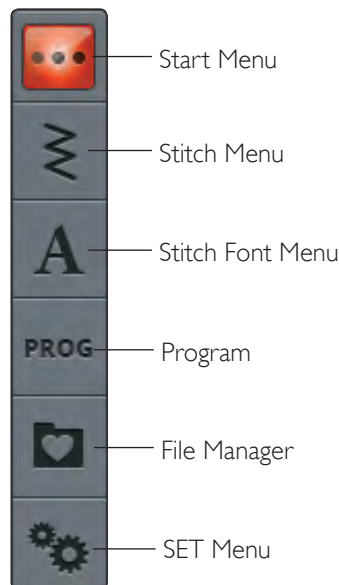 Start Menu
Stitch Menu
A
Stitch Font Menu
PROG
Program
File Manager
SET Menu